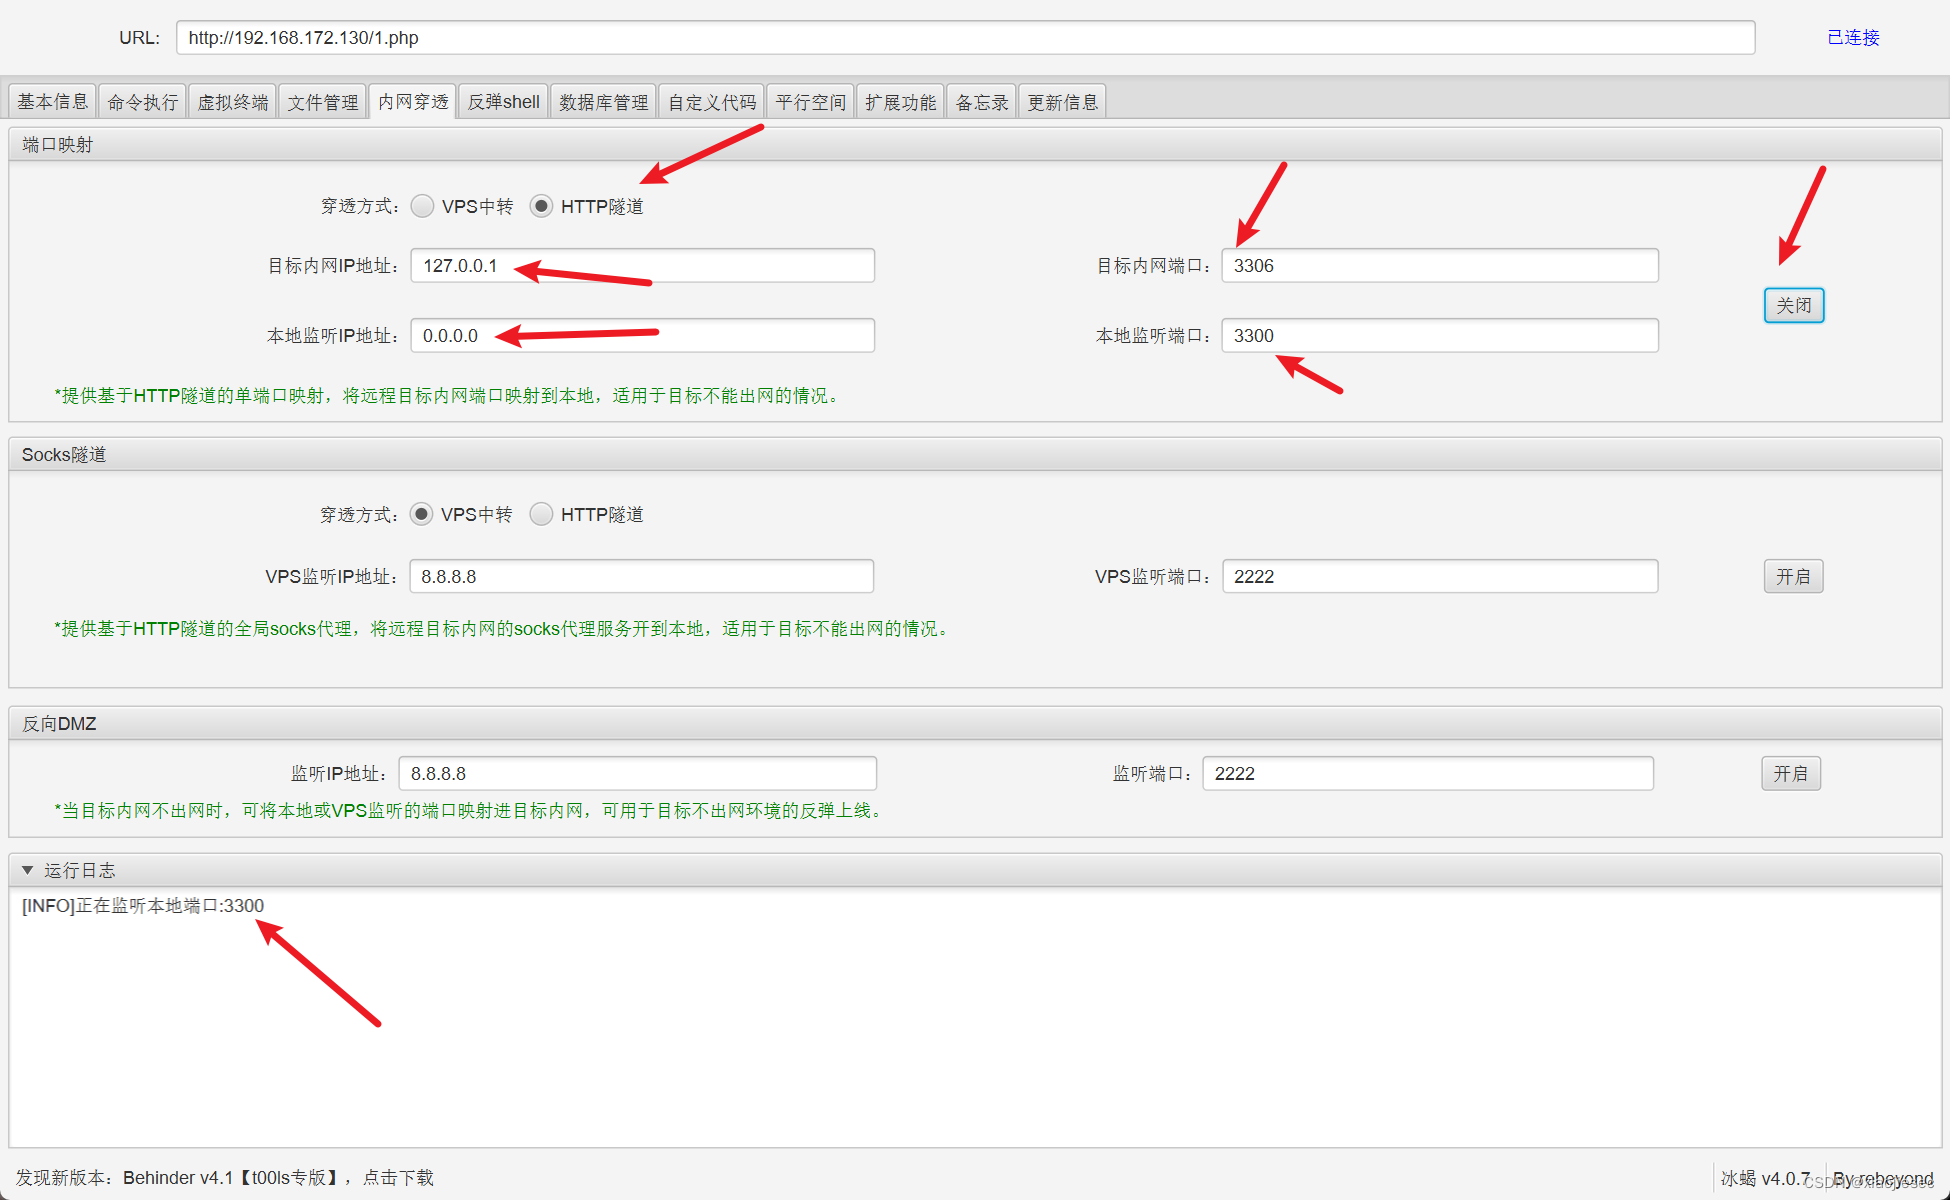 URL: http://192.168.172.130/1.php 已连接
基本信息 命令执行 虚拟终端 文件管理 内网穿透 反弹shell 数据库管理 自定义代码 平行空间 扩展功能 备忘录 更新信息
端口映射
穿透方式： VPS中转 HTTP隧道
目标内网IP地址： 127.0.0.1 目标内网端口： 3306
关闭
本地监听IP地址： 0.0.0.0 本地监听端口： 3300
*提供基于HTTP隧道的单端口映射，将远程目标内网端口映射到本地，适用于目标不能出网的情况。
Socks隧道
穿透方式： VPS中转 HTTP隧道
VPS监听IP地址： 8.8.8.8 VPS监听端口： 2222 开启
*提供基于HTTP隧道的全局socks代理，将远程目标内网的socks代理服务开到本地，适用于目标不能出网的情况。
反向DMZ
监听IP地址： 8.8.8.8 监听端口： 2222 开启
*当目标内网不出网时，可将本地或VPS监听的端口映射进目标内网，可用于目标不出网环境的反弹上线。
运行日志
[INFO]正在监听本地端口:3300
发现新版本：Behinder v4.1【t00ls专版】，点击下载 冰蝎 v4.0.7 By rebeyond